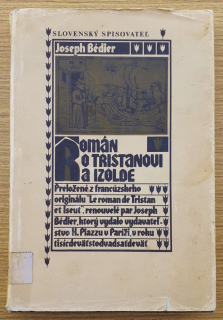 SLOVENSKÝ SPISOVATEĽ
Joseph Bédier
Román
o Tristanovi
a Izolde
Preložené z francúzskeho
originálu "Le roman de Tristan
et Iseut", renouvelé par Joseph
Bédier, ktorý vydalo vydavateľ-
stvo H. Piazzu v Paríži, v roku
tisícdeväťstodvadsaťdeväť